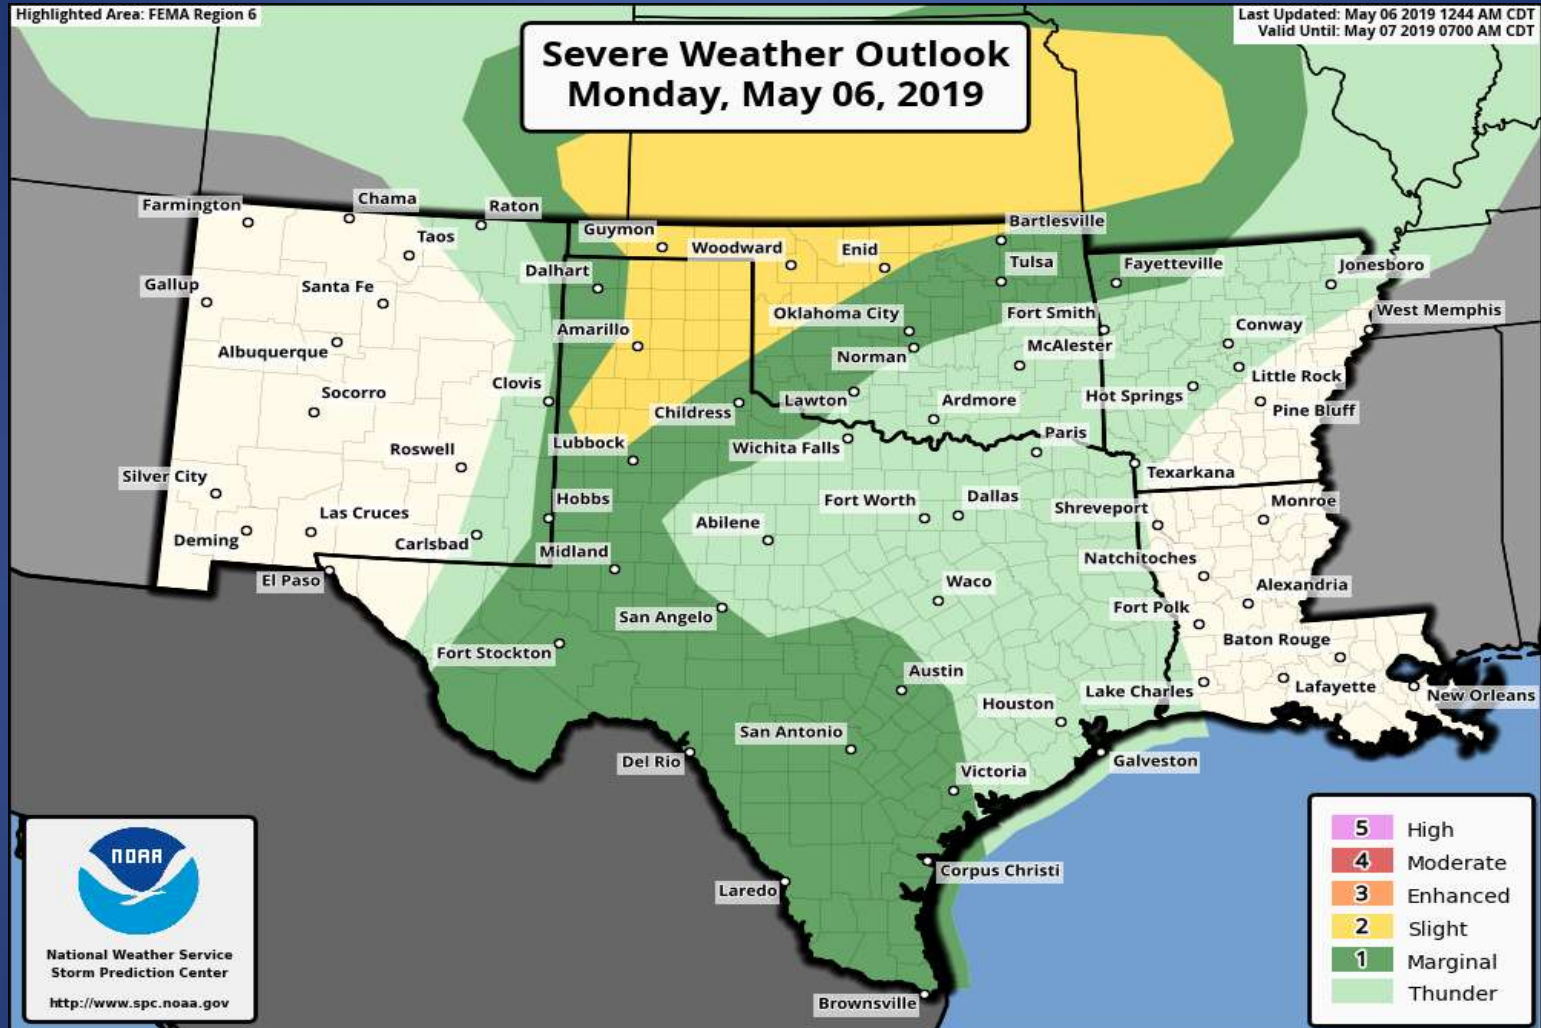 Highlighted Area: FEMA Region 6
Last Updated: May 06 2019 1244 AM CDT
Valid Until: May 07 2019 0700 AM CDT
Severe Weather Outlook
Monday, May 06, 2019
Farmington
Chama
Raton
Taos
Guymon
Woodward
Enid
Bartlesville
Gallup
Santa Fe
Dalhart
Tulsa
Fayetteville
Jonesboro
Albuquerque
Amarillo
Oklahoma City
Fort Smith
West Memphis
Norman
McAlester
Conway
Socorro
Clovis
Childress
Lawton
Ardmore
Hot Springs
Little Rock
Pine Bluff
Roswell
Lubbock
Wichita Falls
Paris
Texarkana
Silver City
Hobbs
Fort Worth
Dallas
Shreveport
Monroe
Las Cruces
Deming
Carlsbad
Midland
Abilene
Natchitoches
El Paso
Waco
Alexandria
San Angelo
Fort Polk
Fort Stockton
Baton Rouge
Austin
Lake Charles
Lafayette
New Orleans
Houston
San Antonio
Del Rio
Galveston
Victoria
Corpus Christi
Laredo
Brownsville
NOAA
National Weather Service
Storm Prediction Center
http://www.spc.noaa.gov
5 High
4 Moderate
3 Enhanced
2 Slight
1 Marginal
Thunder